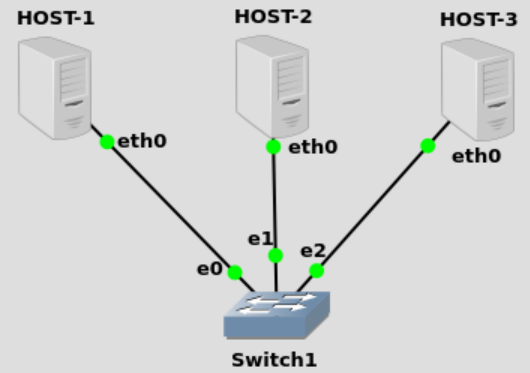 HOST-1
HOST-2
HOST-3
eth0
eth0
eth0
e0
e1
e2
Switch1